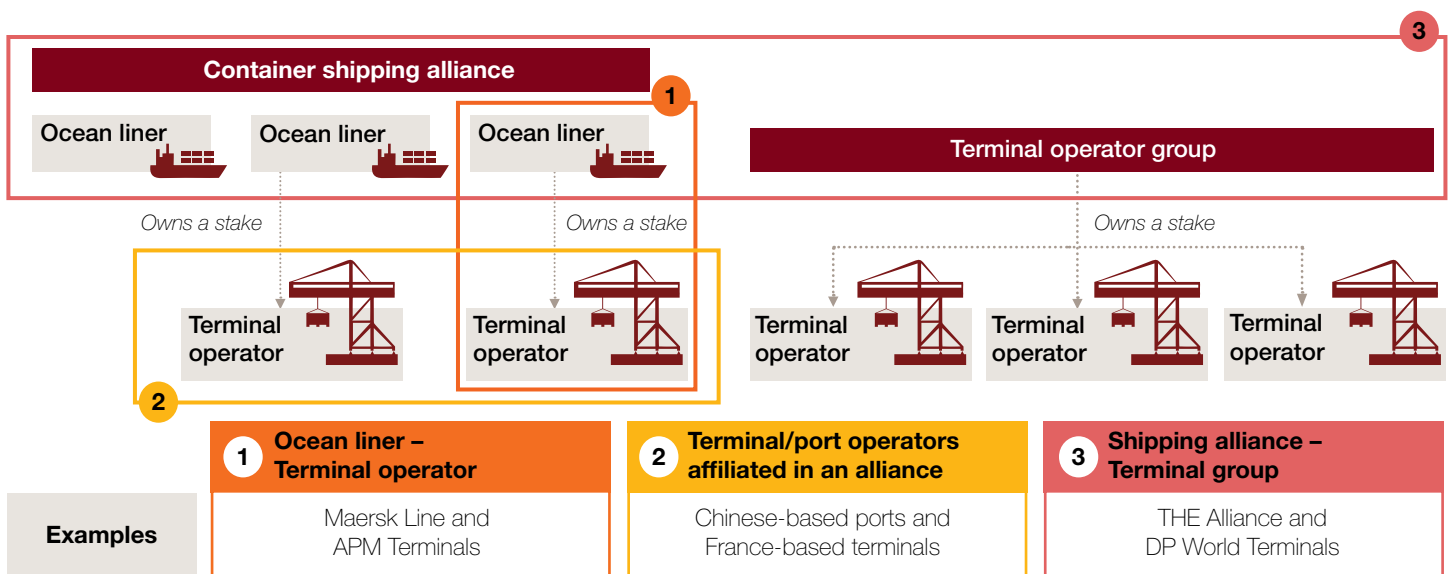 3
Container shipping alliance
1
Ocean liner
Ocean liner
Ocean liner
Terminal operator group
Owns a stake
Owns a stake
Owns a stake
Terminal
operator
Terminal
operator
Terminal
operator
Terminal
operator
Terminal
operator
2
1
Ocean liner –
Terminal operator
2
Terminal/port operators
affiliated in an alliance
3
Shipping alliance –
Terminal group
Examples
Maersk Line and
APM Terminals
Chinese-based ports and
France-based terminals
THE Alliance and
DP World Terminals